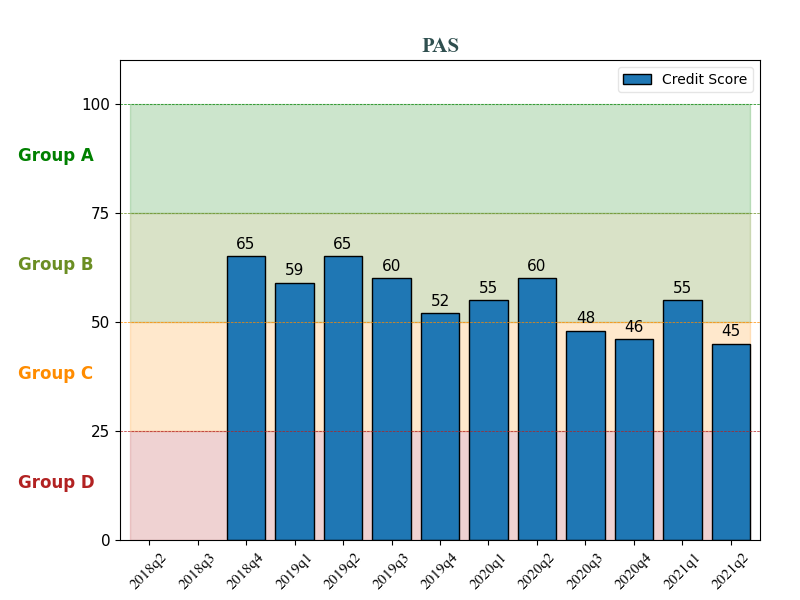 PAS
Credit Score
100
75
50
25
0
Group A
Group B
Group C
Group D
65
59
65
60
52
55
60
48
46
55
45
2018q2
2018q3
2018q4
2019q1
2019q2
2019q3
2019q4
2020q1
2020q2
2020q3
2020q4
2021q1
2021q2